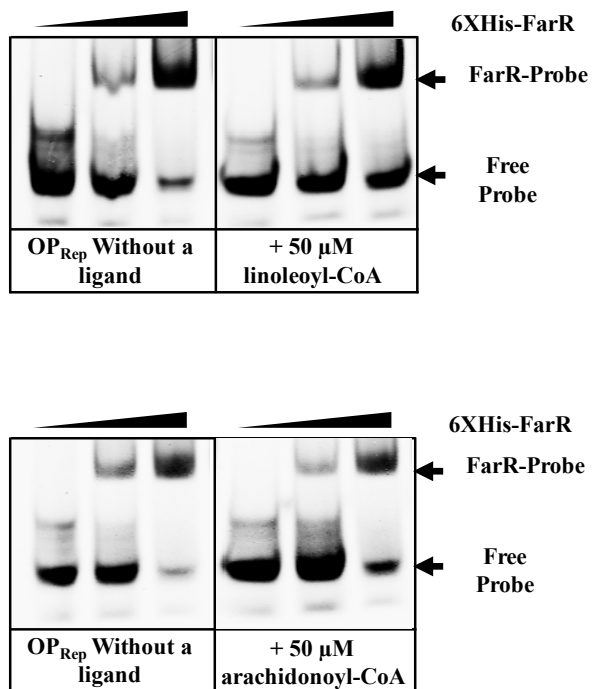 6XHis-FarR
FarR-Probe
Free
Probe
OPRep Without a
ligand
+ 50 µM
linoleoyl-CoA
6XHis-FarR
FarR-Probe
Free
Probe
OPRep Without a
ligand
+ 50 µM
arachidonoyl-CoA